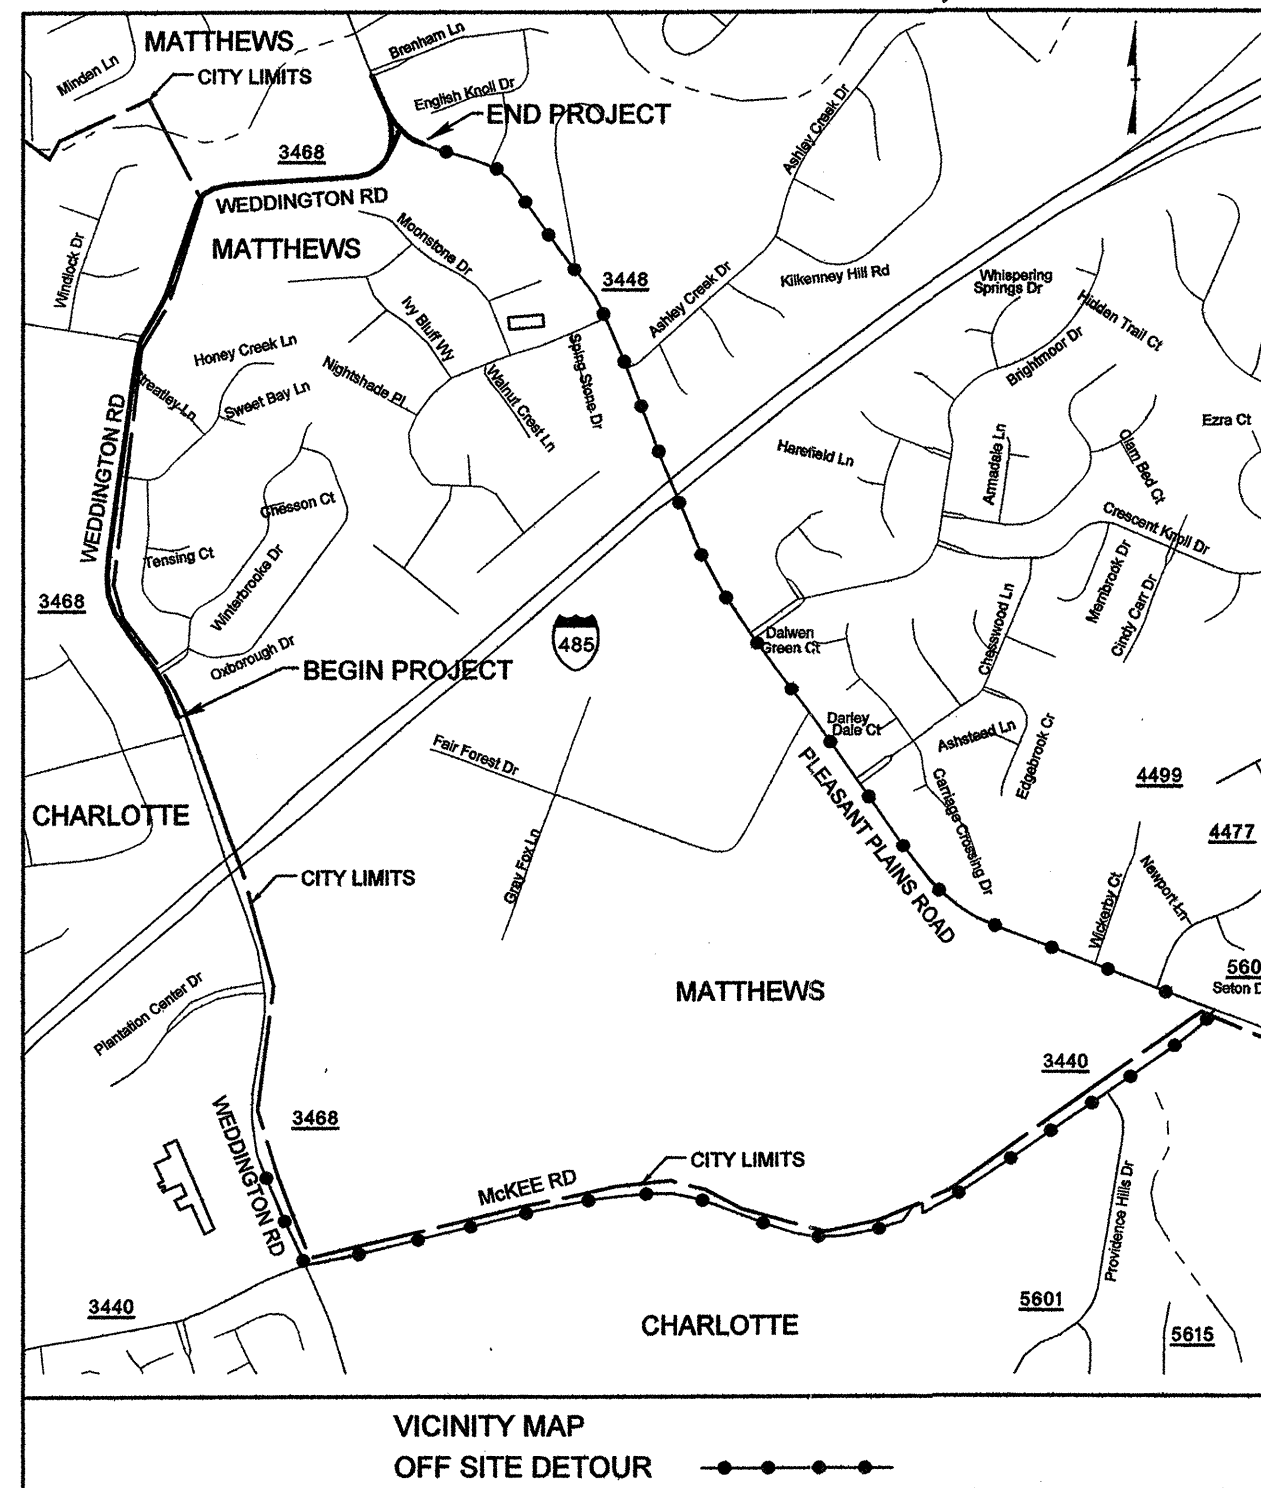 MATTHEWS
Minden Ln
CITY LIMITS
Brenham Ln
English Knoll Dr
END PROJECT
3468
WEDDINGTON RD
MATTHEWS
Windlock Dr
Moonstone Dr
Ashley Creek Dr
3448
Ashley Creek Dr
Kilkenney Hill Rd
Whispering
Springs Dr
Hidden Trail Ct
Brightmoor Dr
Honey Creek Ln
Ivy Bluff Wy
Nightshade Pl
Sping Stone Dr
Walnut Crest Ln
Streatley Ln
Sweet Bay Ln
WEDDINGTON RD
Ezra Ct
Harefield Ln
Armadale Ln
Clam Bed Ct
Chesson Ct
Crescent Knoll Dr
Tensing Ct
Winterbrooke Dr
Membrook Dr
Cindy Carr Dr
3468
Oxborough Dr
BEGIN PROJECT
485
Dalwen
Green Ct
Chesswood Ln
Darley
Dale Ct
Ashstead Ln
Edgebrook Cr
Fair Forest Dr
PLEASANT PLAINS ROAD
Carriage Crossing Dr
4499
CHARLOTTE
4477
Gray Fox Ln
CITY LIMITS
Wickerby Ct
Newport Ln
560
Seton D
Plantation Center Dr
MATTHEWS
3440
WEDDINGTON RD
3468
CITY LIMITS
McKEE RD
Providence Hills Dr
3440
CHARLOTTE
5601
5615
VICINITY MAP
OFF SITE DETOUR